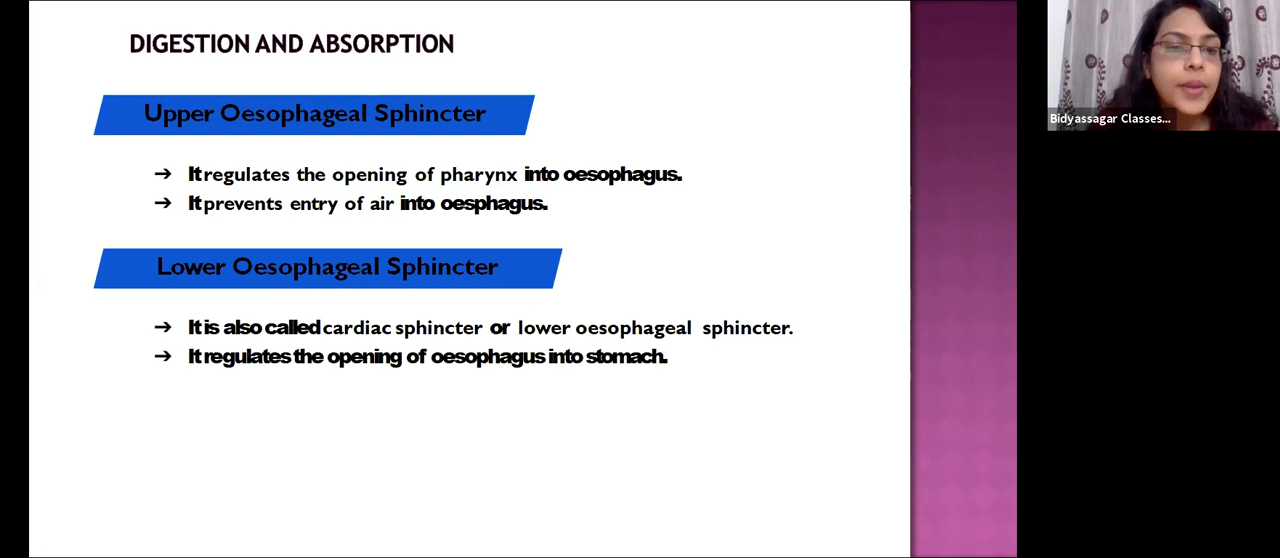 DIGESTION AND ABSORPTION
Upper Oesophageal Sphincter
➔ It regulates the opening of pharynx into oesophagus.
➔ It prevents entry of air into oesphagus.
Lower Oesophageal Sphincter
➔ It is also called cardiac sphincter or lower oesophageal sphincter.
➔ It regulates the opening of oesophagus into stomach.
Bidyassagar Classes...